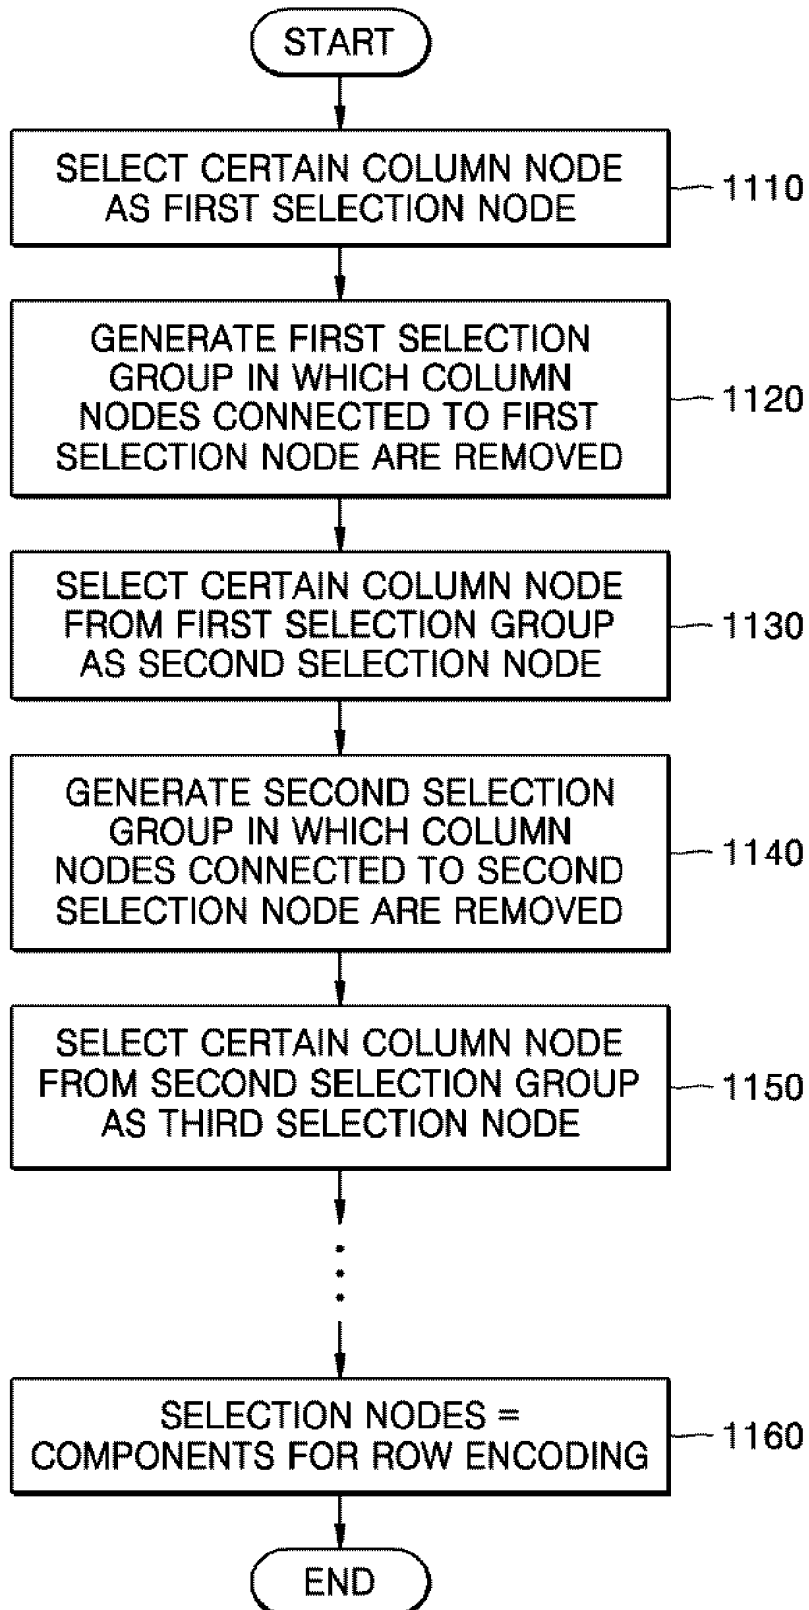 START
SELECT CERTAIN COLUMN NODE
AS FIRST SELECTION NODE
1110
GENERATE FIRST SELECTION
GROUP IN WHICH COLUMN
NODES CONNECTED TO FIRST
SELECTION NODE ARE REMOVED
1120
SELECT CERTAIN COLUMN NODE
FROM FIRST SELECTION GROUP
AS SECOND SELECTION NODE
1130
GENERATE SECOND SELECTION
GROUP IN WHICH COLUMN
NODES CONNECTED TO SECOND
SELECTION NODE ARE REMOVED
1140
SELECT CERTAIN COLUMN NODE
FROM SECOND SELECTION GROUP
AS THIRD SELECTION NODE
1150
SELECTION NODES =
COMPONENTS FOR ROW ENCODING
1160
END